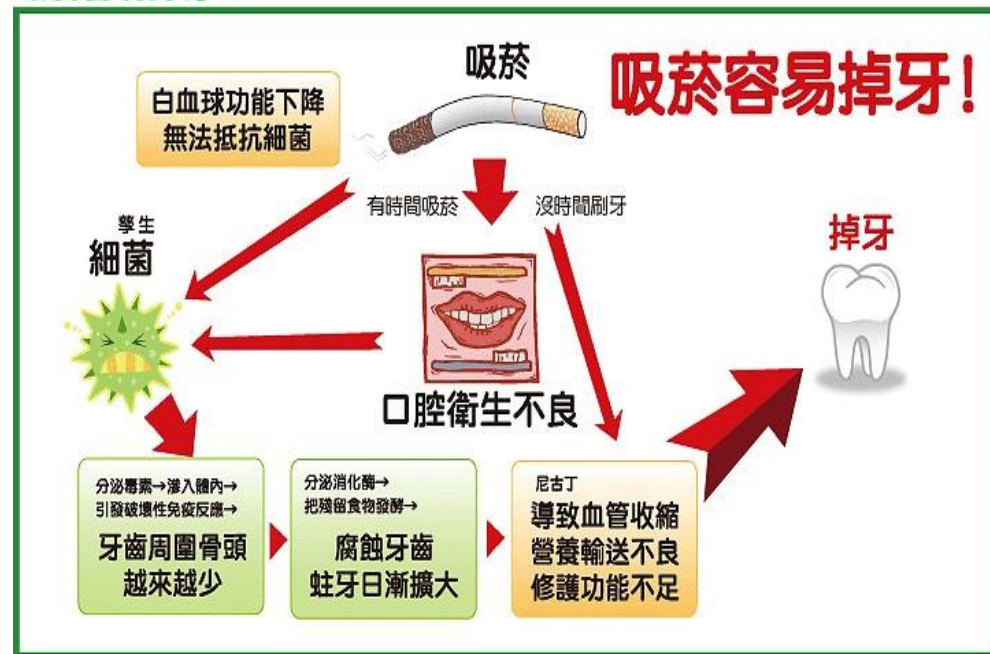 吸菸容易掉牙!
吸菸
白血球功能下降
無法抵抗細菌
有時間吸菸
沒時間刷牙
孳生
細菌
口腔衛生不良
掉牙
分泌毒素→滲入體內→
引發破壞性免疫反應→
牙齒周圍骨頭
越來越少
分泌消化酶→
把殘留食物發酵→
腐蝕牙齒
蛀牙日漸擴大
尼古丁
導致血管收縮
營養輸送不良
修護功能不足